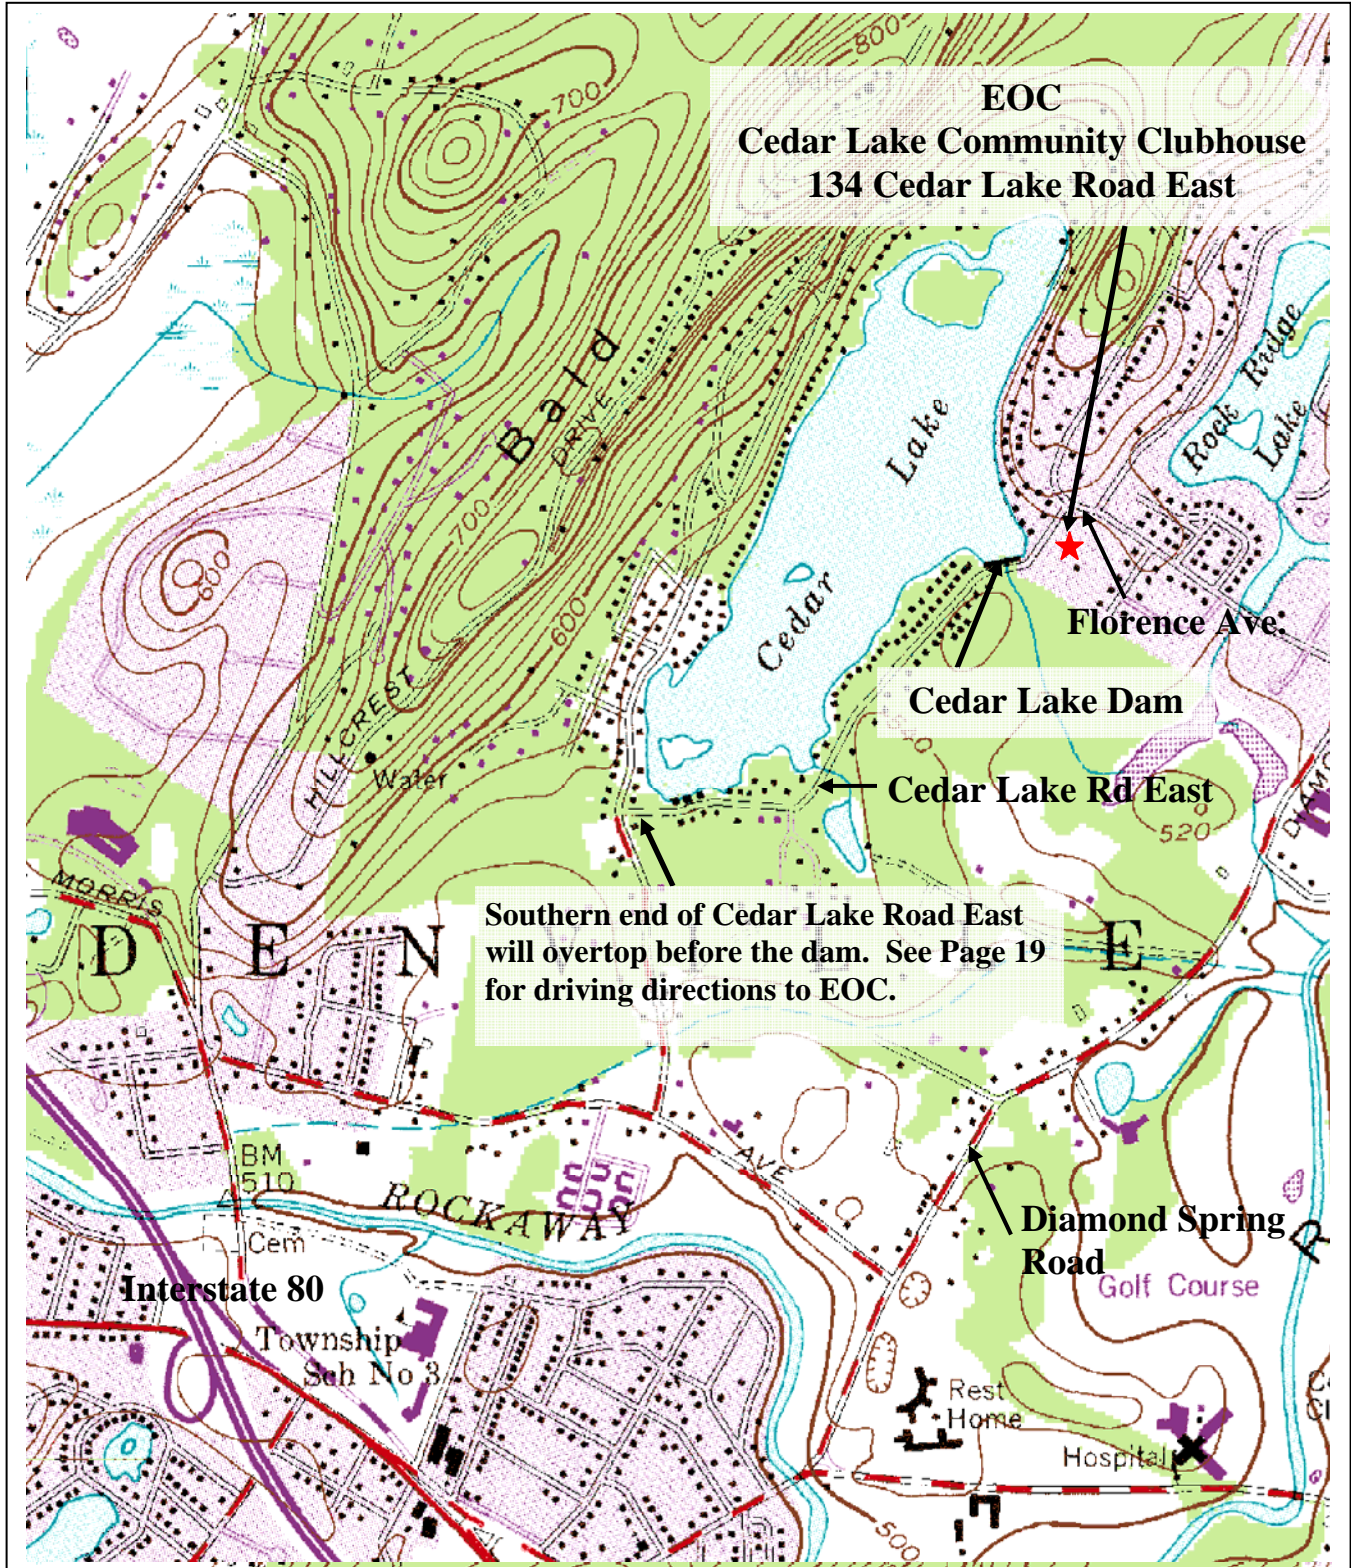 800
EOC
Cedar Lake Community Clubhouse
134 Cedar Lake Road East
700
Bald
DRIVE
Rock Ridge
Lake
Cedar Lake
700
600
600
Florence Ave.
Cedar Lake Dam
HILLCREST
Water
Cedar Lake Rd East
520
DIAMO
MORRIS
Southern end of Cedar Lake Road East
will overtop before the dam. See Page 19
for driving directions to EOC.
D E N E
AVE
BM
510
ROCKAWAY
R
Cem
Diamond Spring
Road
Interstate 80
Golf Course
Township
Sch No 3
Rest
Home
Hospital
500